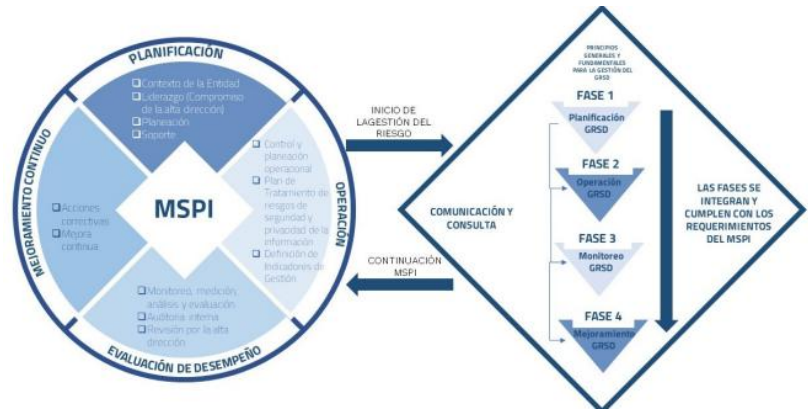 PLANIFICACIÓN
❑Contexto de la Entidad
❑Liderazgo (Compromiso
de la alta dirección)
❑Planeación
❑Soporte
MEJORAMIENTO CONTINUO
❑Acciones
correctivas
❑Mejora
continua
MSPI
❑Control y
planeación
operacional
❑Plan de
Tratamiento de
riesgos de
seguridad y
privacidad de la
información
❑Definición de
Indicadores de
Gestión
OPERACIÓN
❑Monitoreo, medición,
análisis y evaluación.
❑Auditoria interna
❑Revisión por la alta
dirección
EVALUACIÓN DE DESEMPEÑO
INICIO DE
LAGESTIÓN DEL
RIESGO
CONTINUACIÓN
MSPI
PRINCIPIOS
GENERALES Y
FUNDAMENTALES
PARA LA GESTIÓN DEL
GRSD
COMUNICACIÓN Y
CONSULTA
FASE 1
Planificación
GRSD
FASE 2
Operación
GRSD
FASE 3
Monitoreo
GRSD
FASE 4
Mejoramiento
GRSD
LAS FASES SE
INTEGRAN Y
CUMPLEN CON LOS
REQUERIMIENTOS
DEL MSPI